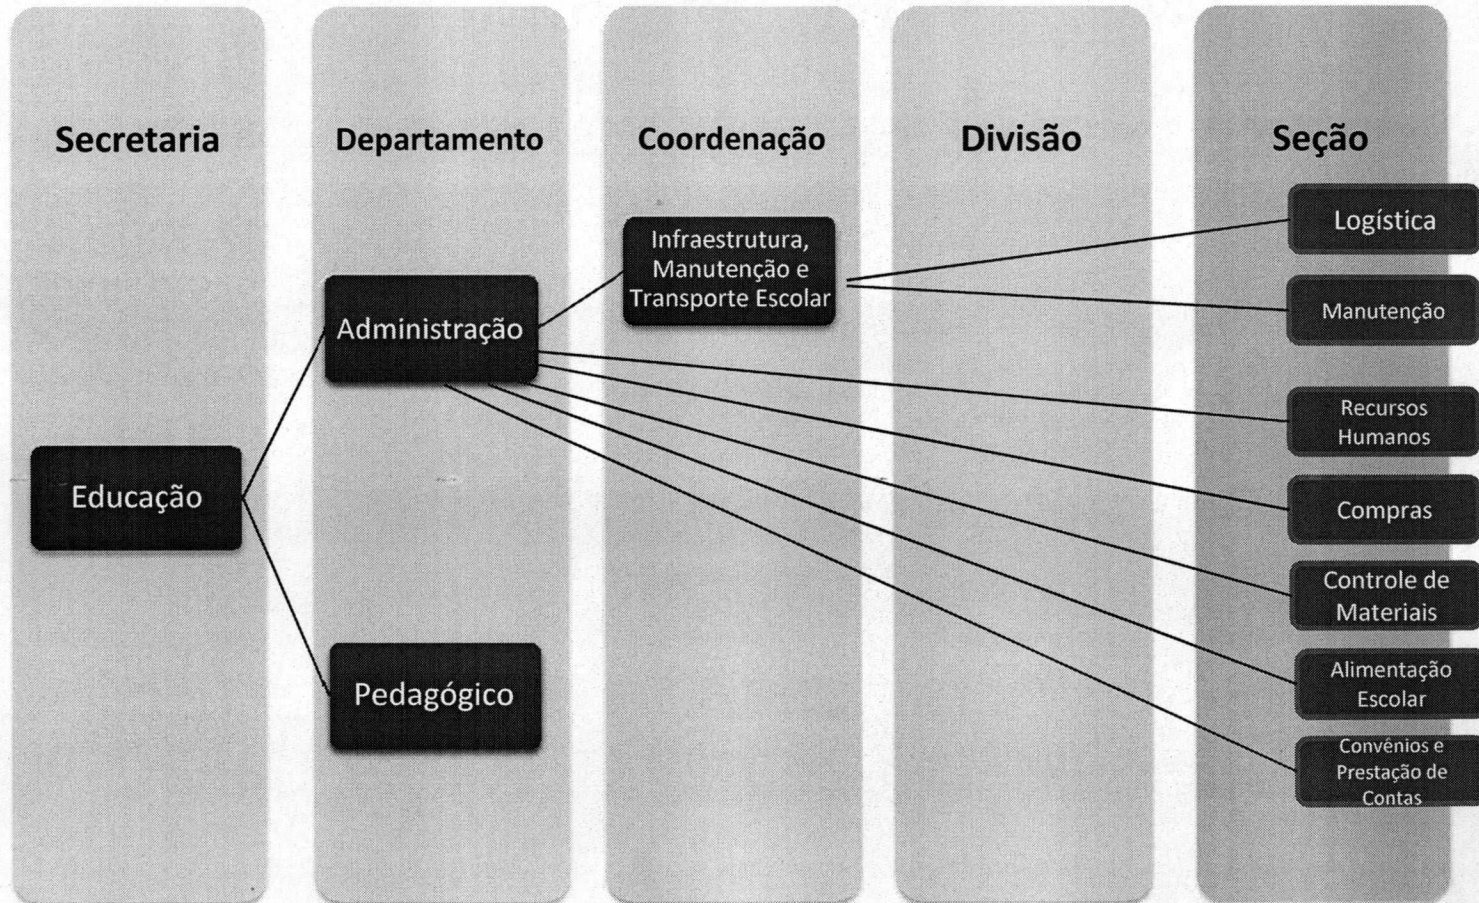 Secretaria
Departamento
Coordenação
Divisão
Seção
Educação
Administração
Pedagógico
Infraestrutura,
Manutenção e
Transporte Escolar
Logística
Manutenção
Recursos
Humanos
Compras
Controle de
Materiais
Alimentação
Escolar
Convênios e
Prestação de
Contas